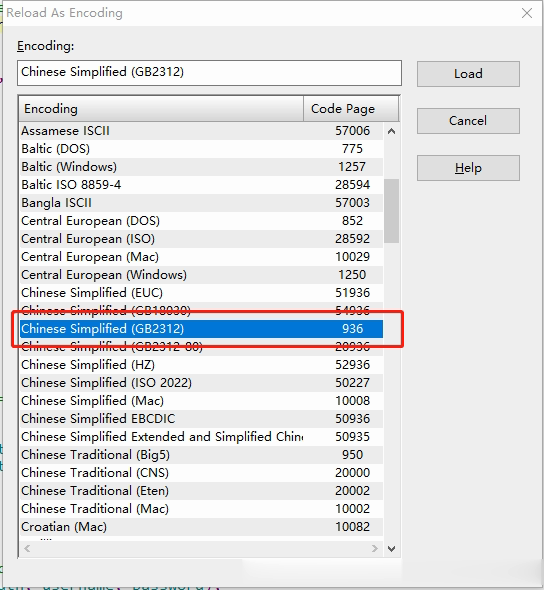 Reload As Encoding
Encoding:
Chinese Simplified (GB2312)
Load
Cancel
Help
Encoding Code Page
Assamese ISCII 57006
Baltic (DOS) 775
Baltic (Windows) 1257
Baltic ISO 8859-4 28594
Bangla ISCII 57003
Central European (DOS) 852
Central European (ISO) 28592
Central European (Mac) 10029
Central European (Windows) 1250
Chinese Simplified (EUC) 51936
Chinese Simplified (GB18030) 54936
Chinese Simplified (GB2312) 936
Chinese Simplified (GB2312-80) 20936
Chinese Simplified (HZ) 52936
Chinese Simplified (ISO 2022) 50227
Chinese Simplified (Mac) 10008
Chinese Simplified EBCDIC 50936
Chinese Simplified Extended and Simplified Chin 50935
Chinese Traditional (Big5) 950
Chinese Traditional (CNS) 20000
Chinese Traditional (Eten) 20002
Chinese Traditional (Mac) 10002
Croatian (Mac) 10082